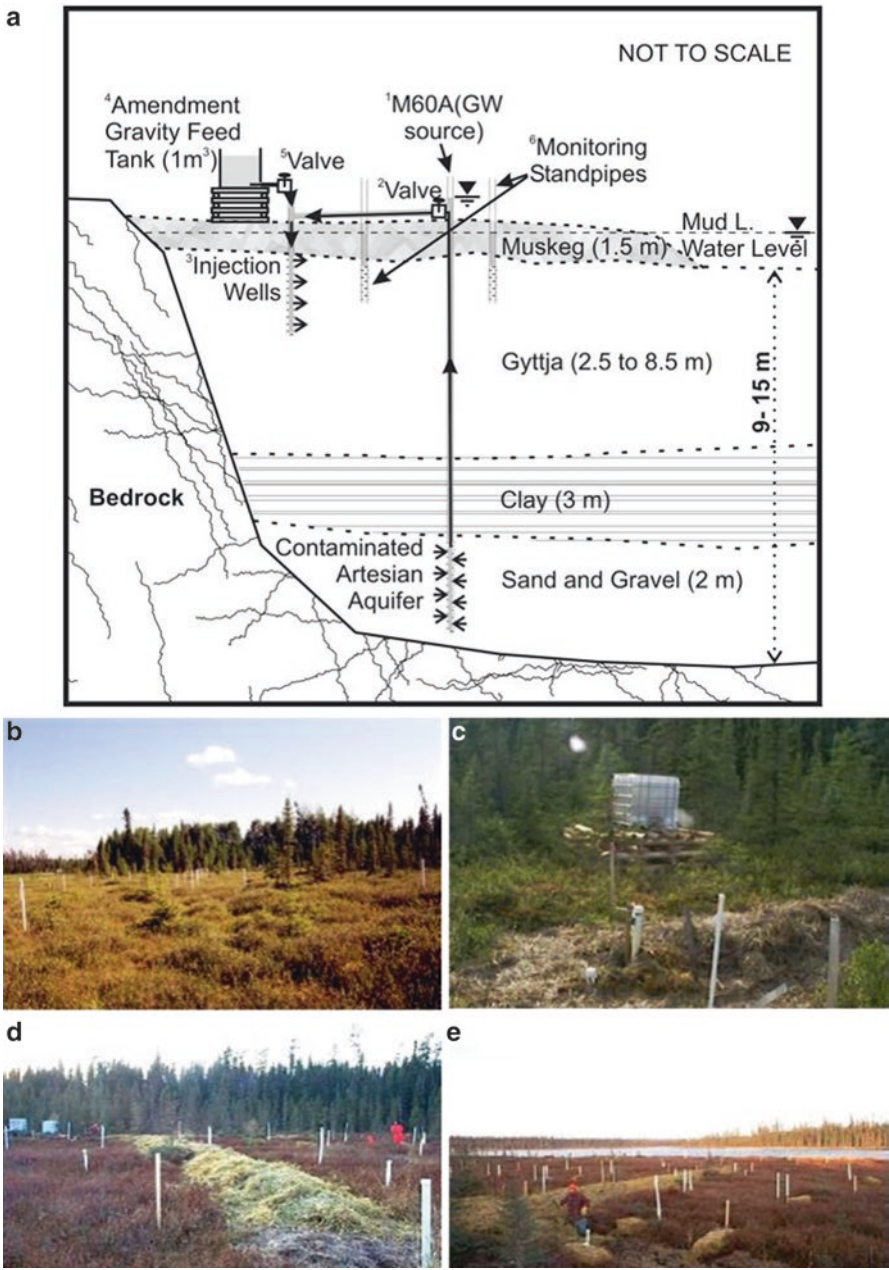 a
NOT TO SCALE
⁴Amendment
Gravity Feed
Tank (1m³)
⁵Valve
¹M60A(GW
source)
²Valve
⁶Monitoring
Standpipes
Muskeg (1.5 m)
Mud L.
Water Level
³Injection
Wells
Gyttja (2.5 to 8.5 m)
9- 15 m
Bedrock
Clay (3 m)
Contaminated
Artesian
Aquifer
Sand and Gravel (2 m)
b
c
d
e